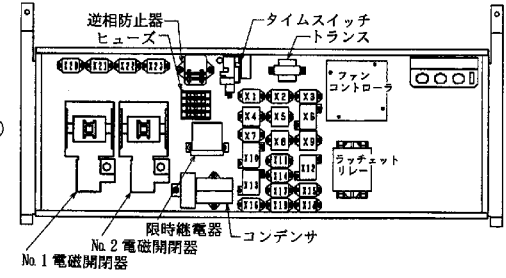 逆相防止器
ヒューズ
タイムスイッチ
トランス
X20 X21 X22 X23
ファン
コントローラ
X1 X2 X3
X4 X5 X6
X7 X8 X9
X10 X11 X12
X13 X14
X15
X16
ラッチェット
リレー
限時継電器
コンデンサ
No.2電磁開閉器
No.1電磁開閉器